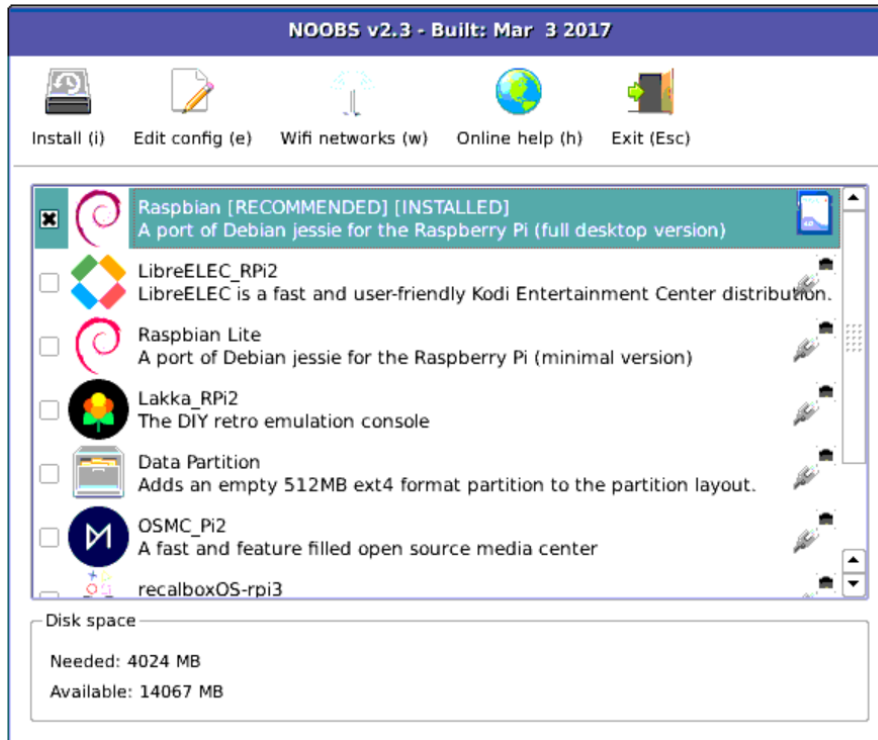 NOOBS v2.3 - Built: Mar  3 2017
Install (i) Edit config (e) Wifi networks (w) Online help (h) Exit (Esc)
Raspbian [RECOMMENDED] [INSTALLED]
A port of Debian jessie for the Raspberry Pi (full desktop version)
LibreELEC_RPi2
LibreELEC is a fast and user-friendly Kodi Entertainment Center distribution.
Raspbian Lite
A port of Debian jessie for the Raspberry Pi (minimal version)
Lakka_RPi2
The DIY retro emulation console
Data Partition
Adds an empty 512MB ext4 format partition to the partition layout.
OSMC_Pi2
A fast and feature filled open source media center
recalboxOS-rpi3
Disk space
Needed: 4024 MB
Available: 14067 MB